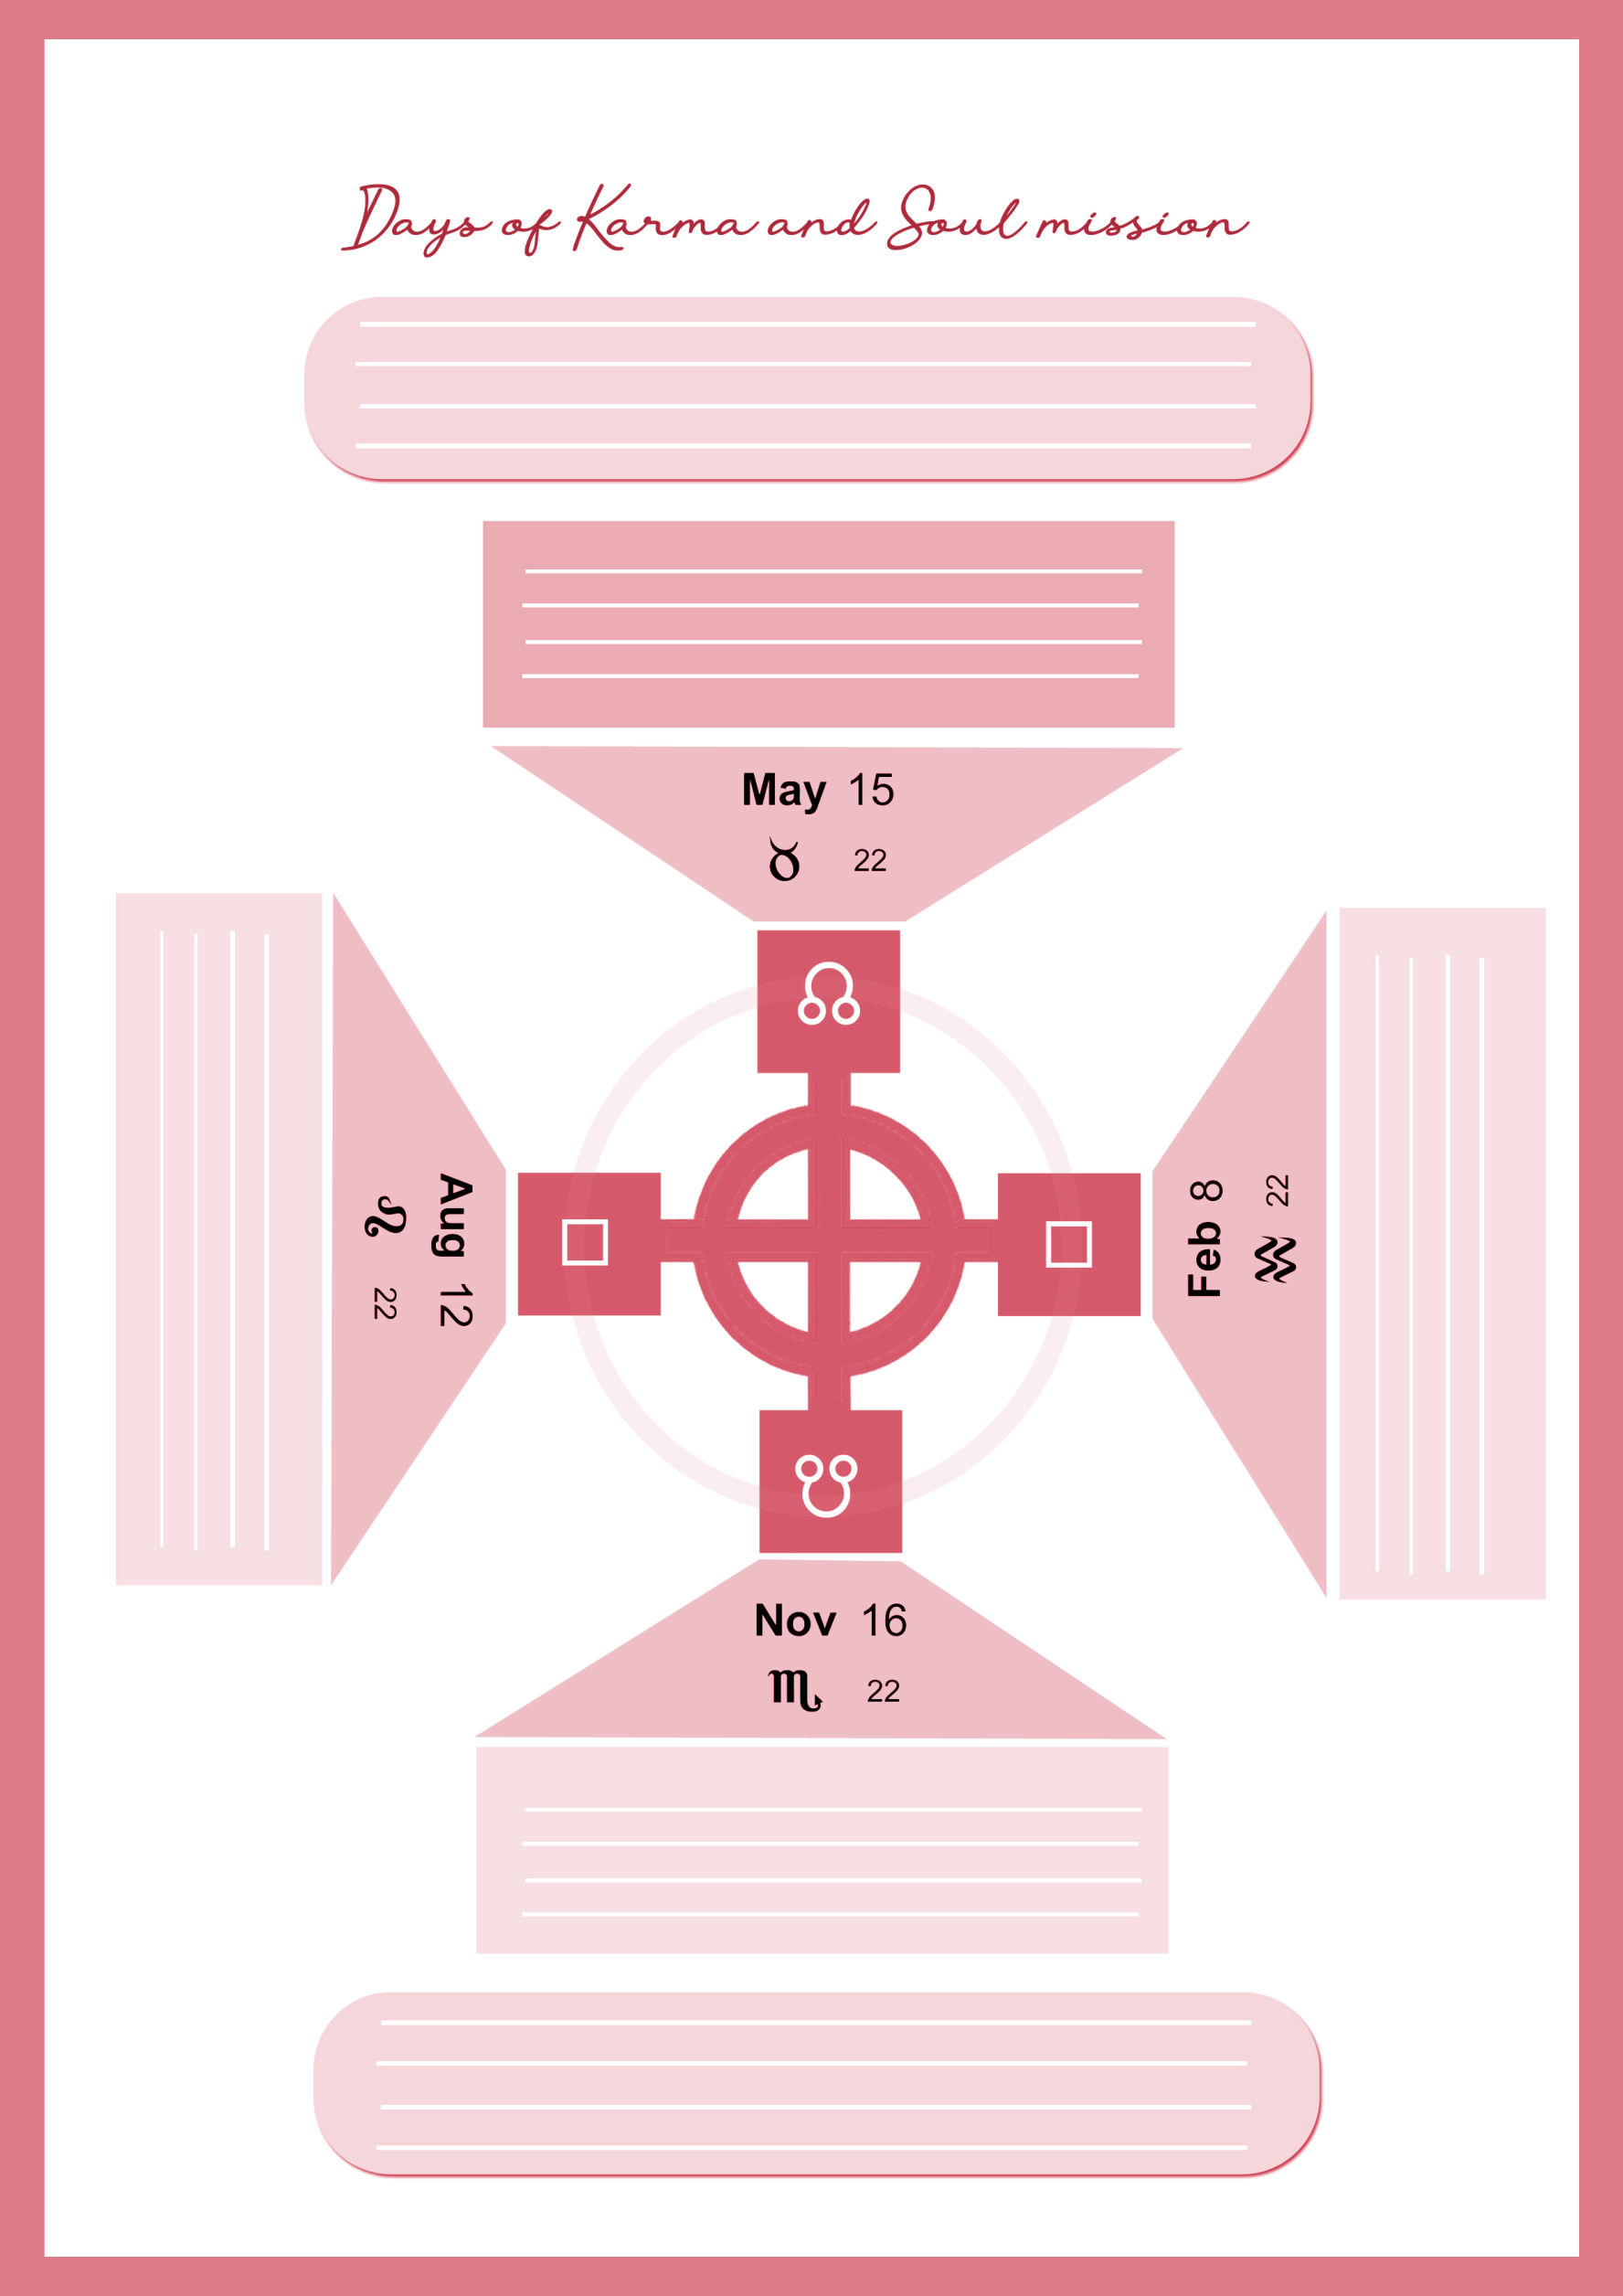 Days of Karma and Soul mission
May 15
♉ 22
Aug 12
♌ 22
Feb 8
♒ 22
Nov 16
♏ 22